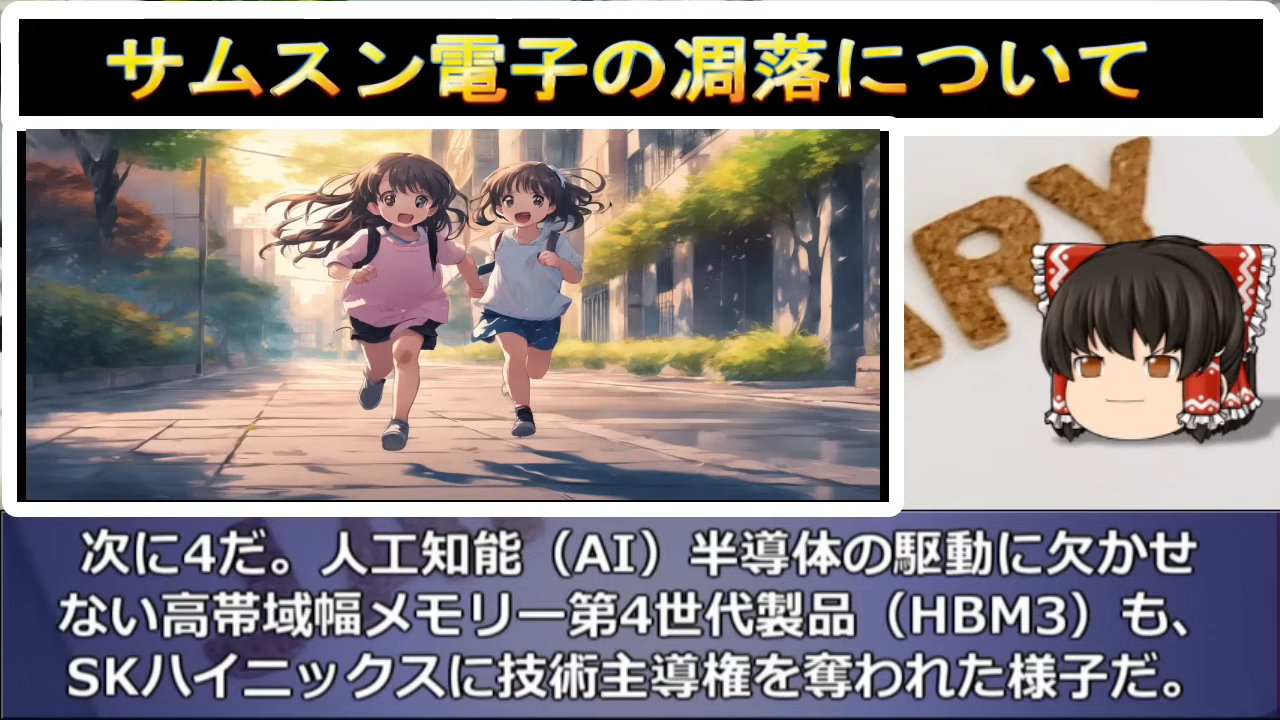 サムスン電子の凋落について
RY
次に4だ。人工知能（AI）半導体の駆動に欠かせ
ない高帯域幅メモリー第4世代製品（HBM3）も、
SKハイニックスに技術主導権を奪われた様子だ。